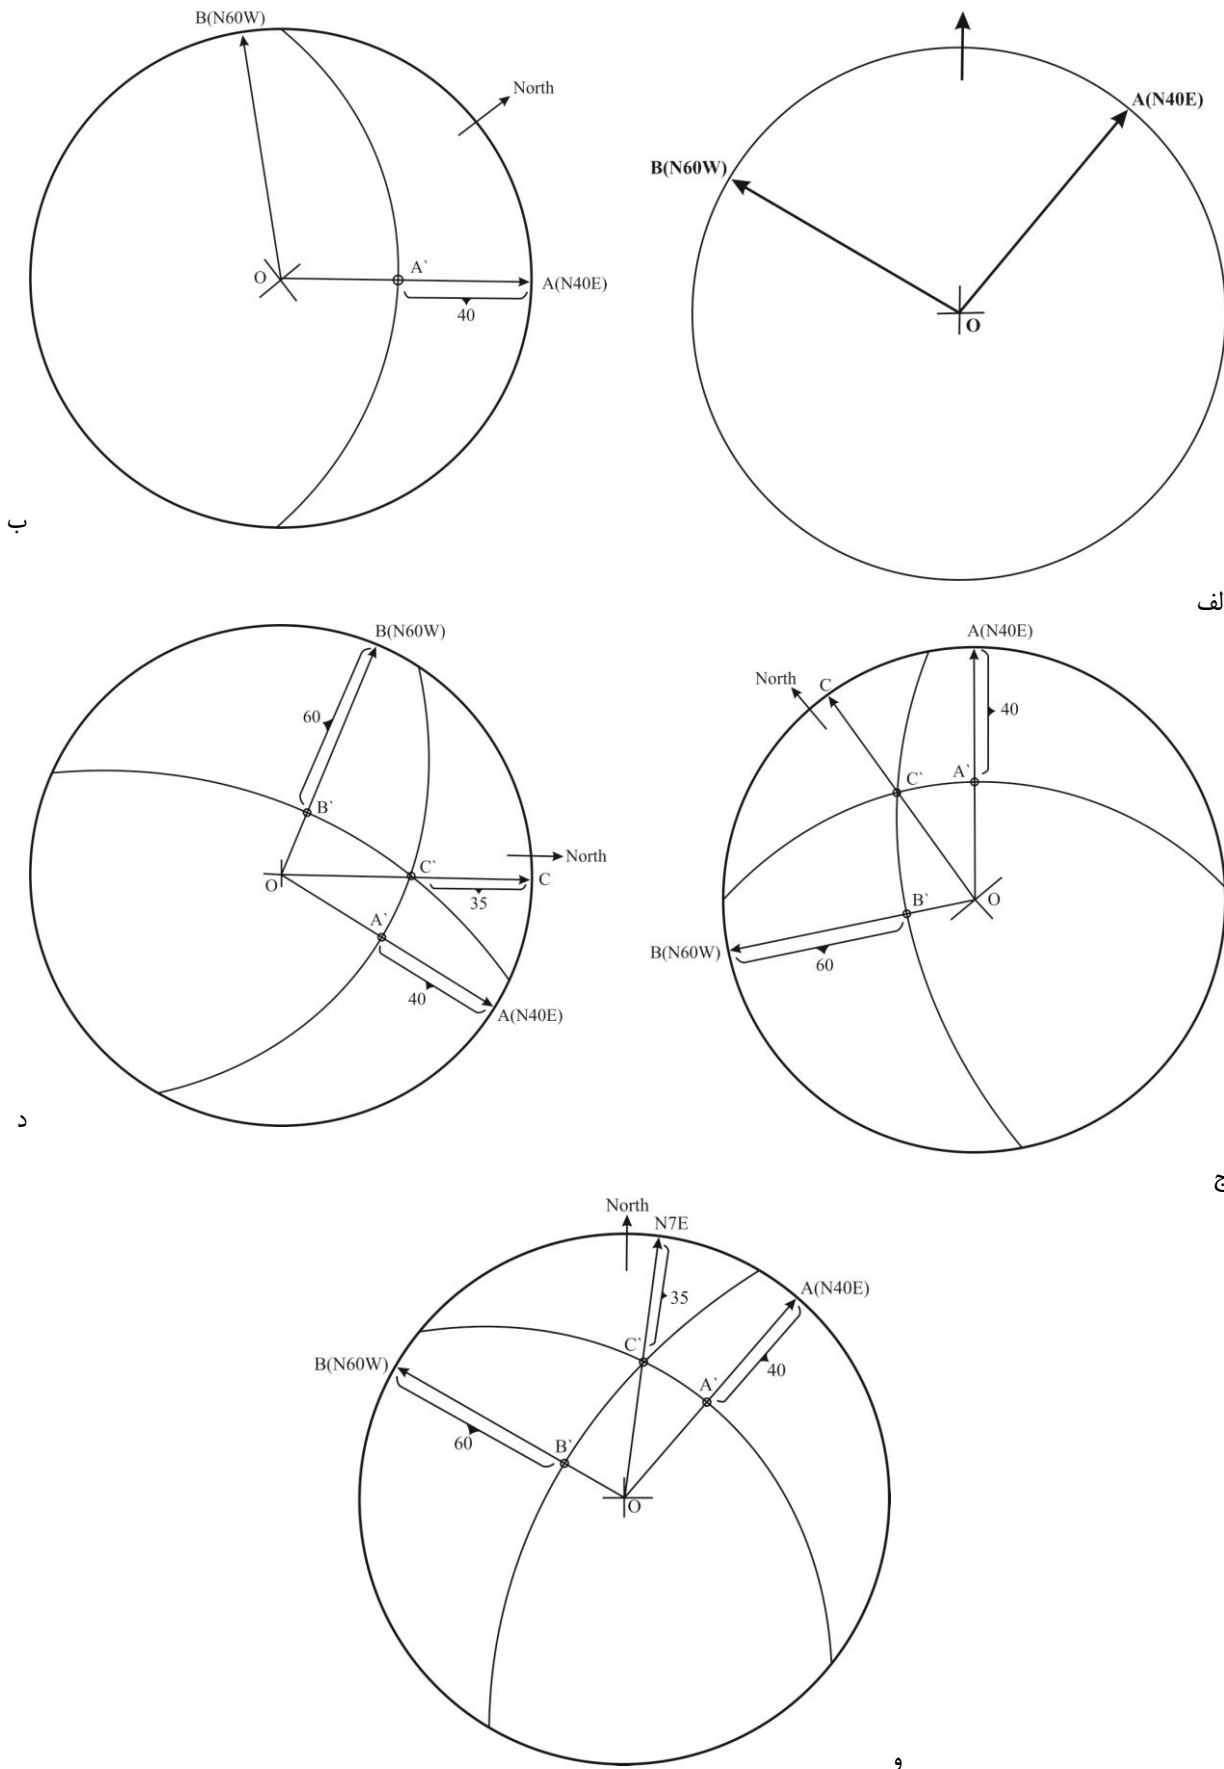 A(N40E)
B(N60W)
O
الف
B(N60W)
North
O
A`
A(N40E)
40
ب
A(N40E)
North
C
40
C`
A`
B`
O
B(N60W)
60
ج
B(N60W)
60
B`
North
O
C`
C
35
A`
40
A(N40E)
د
North
N7E
A(N40E)
35
C`
B(N60W)
40
A`
60
B`
O
و